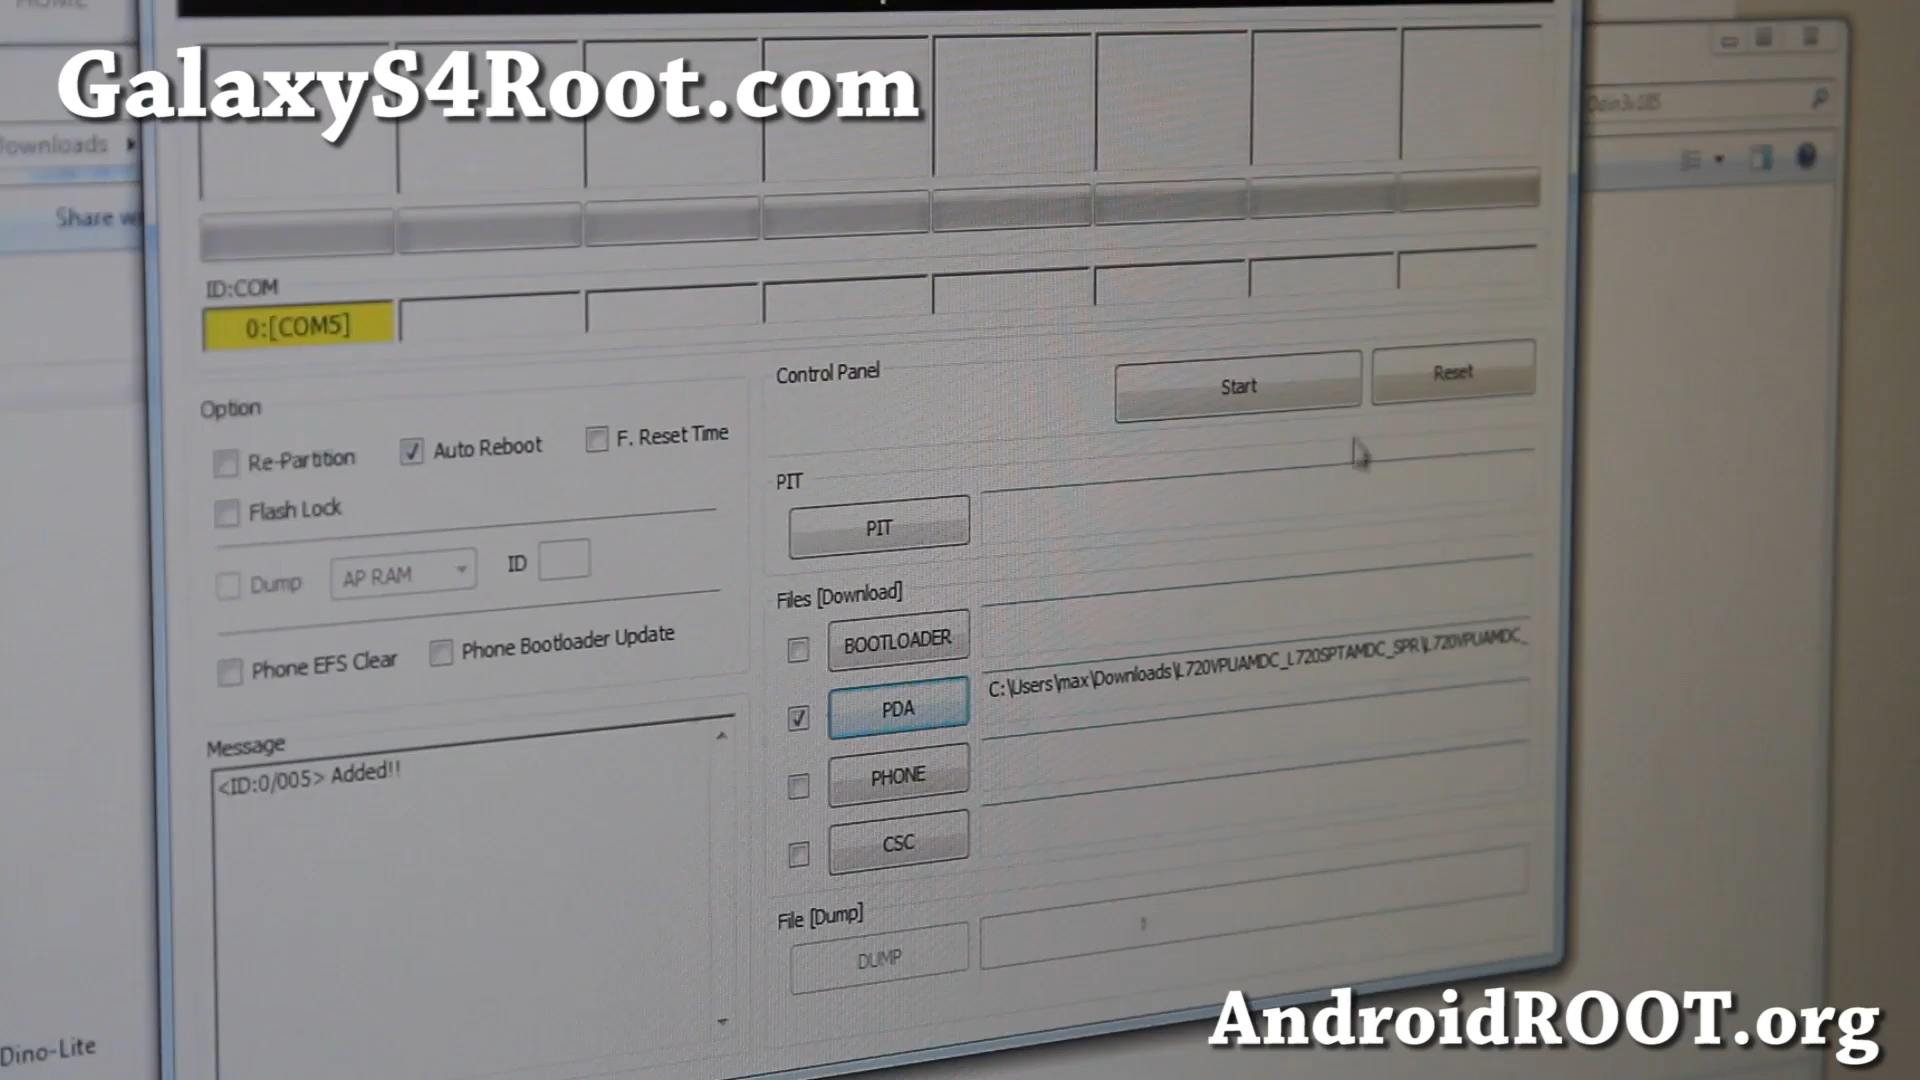 GalaxyS4Root.com
Downloads
Share w
ID:COM
0:[COM5]
Option
Re-Partition
Auto Reboot
F. Reset Time
Flash Lock
Dump
AP RAM
ID
Phone EFS Clear
Phone Bootloader Update
Message
<ID:0/005> Added!!
Control Panel
Start
Reset
PIT
PIT
Files [Download]
BOOTLOADER
PDA
C:\Users\max\Downloads\L720VPUAMDC_L720SPTAMDC_SPR\L720VPUAMDC_
PHONE
CSC
File [Dump]
DUMP
Dino-Lite
AndroidROOT.org